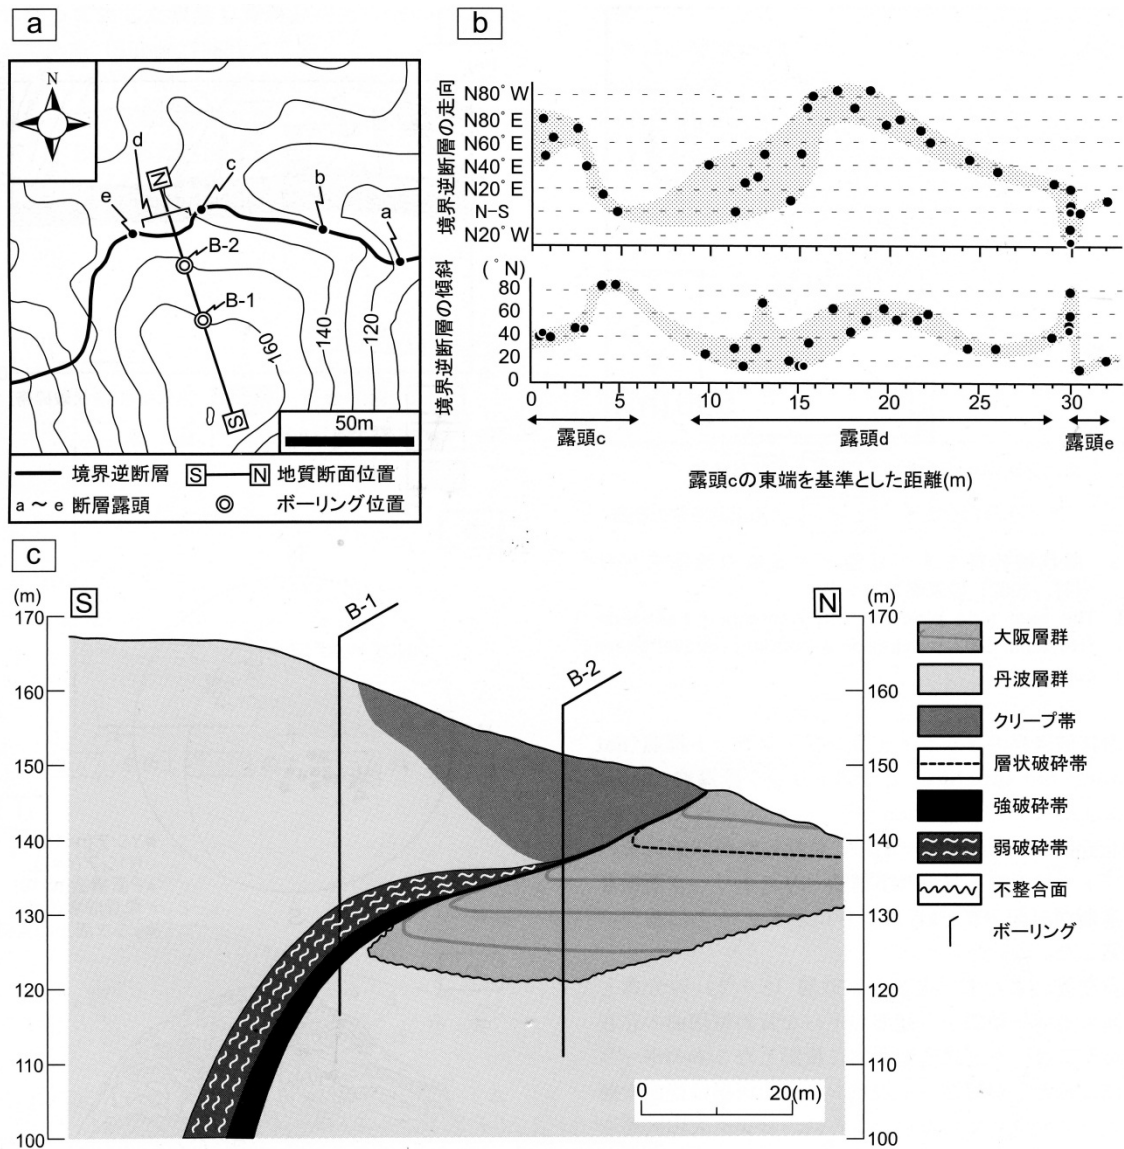 a
N
d
c
b
e
a
N
B-2
B-1
160
140
120
S
50m
境界逆断層
S N 地質断面位置
a ～ e 断層露頭
ボーリング位置
b
境界逆断層の走向
N80°W
N80°E
N60°E
N40°E
N20°E
N-S
N20°W
境界逆断層の傾斜
(°N)
80
60
40
20
0
0 5 10 15 20 25 30
露頭c 露頭d 露頭e
露頭cの東端を基準とした距離(m)
c
(m) S N (m)
170 170
160 160
150 150
140 140
130 130
120 120
110 110
100 100
B-1
B-2
0 20(m)
大阪層群
丹波層群
クリープ帯
層状破砕帯
強破砕帯
弱破砕帯
不整合面
ボーリング